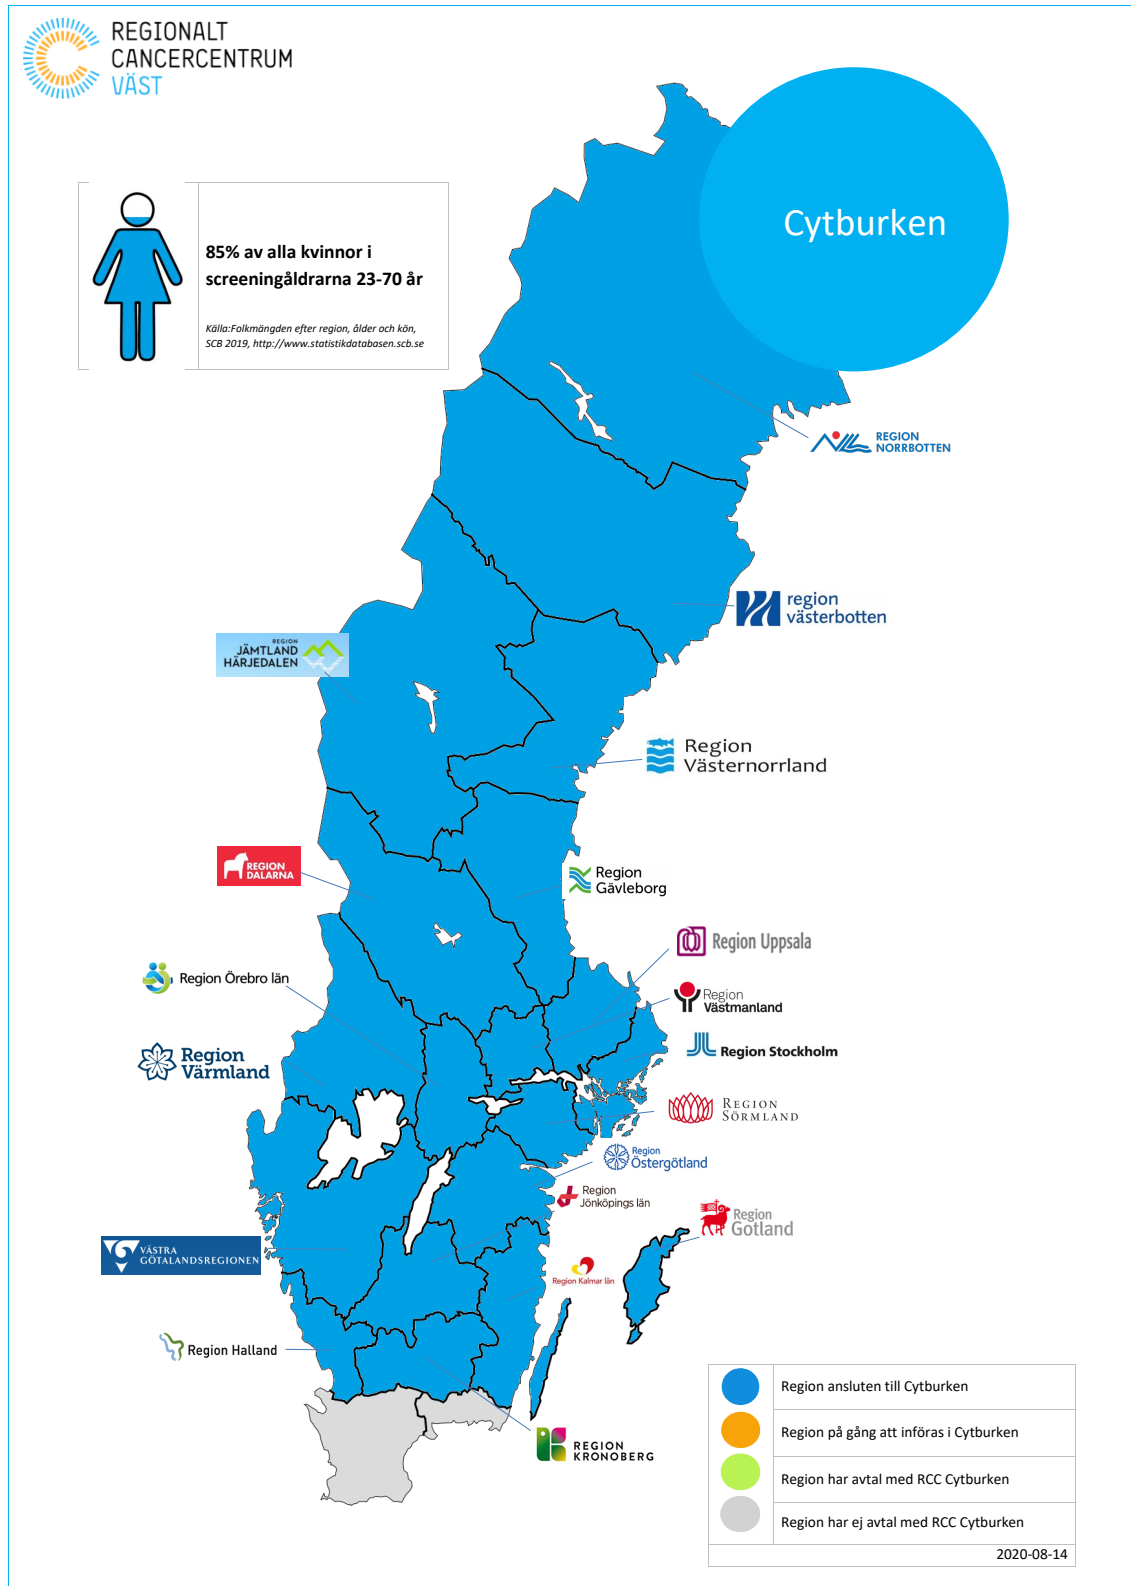 REGIONALT
CANCERCENTRUM
VÄST
Cytburken
85% av alla kvinnor i
screeningåldrarna 23-70 år
Källa:Folkmängden efter region, ålder och kön,
SCB 2019, http://www.statistikdatabasen.scb.se
REGION
NORRBOTTEN
region
västerbotten
REGION
JÄMTLAND
HÄRJEDALEN
Region
Västernorrland
REGION
DALARNA
Region
Gävleborg
Region Uppsala
Region Örebro län
Region
Västmanland
Region Stockholm
Region
Värmland
REGION
SÖRMLAND
Region
Östergötland
Region
Jönköpings län
Region
Gotland
VÄSTRA
GÖTALANDSREGIONEN
Region Kalmar län
Region Halland
REGION
KRONOBERG
Region ansluten till Cytburken
Region på gång att införas i Cytburken
Region har avtal med RCC Cytburken
Region har ej avtal med RCC Cytburken
2020-08-14